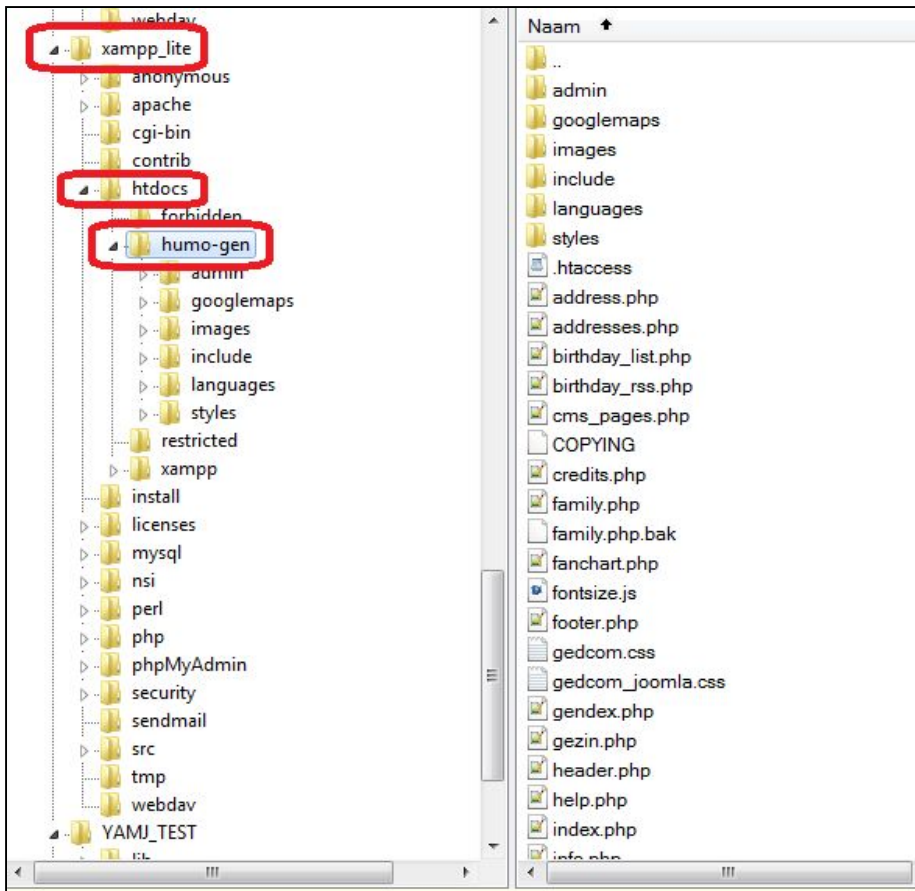 webdav
xampp_lite
anonymous
apache
cgi-bin
contrib
htdocs
forbidden
humo-gen
admin
googlemaps
images
include
languages
styles
restricted
xampp
install
licenses
mysql
nsi
perl
php
phpMyAdmin
security
sendmail
src
tmp
webdav
YAMJ_TEST
lib
Naam
..
admin
googlemaps
images
include
languages
styles
.htaccess
address.php
addresses.php
birthday_list.php
birthday_rss.php
cms_pages.php
COPYING
credits.php
family.php
family.php.bak
fanchart.php
fontsize.js
footer.php
gedcom.css
gedcom_joomla.css
gendex.php
gezin.php
header.php
help.php
index.php
info.php